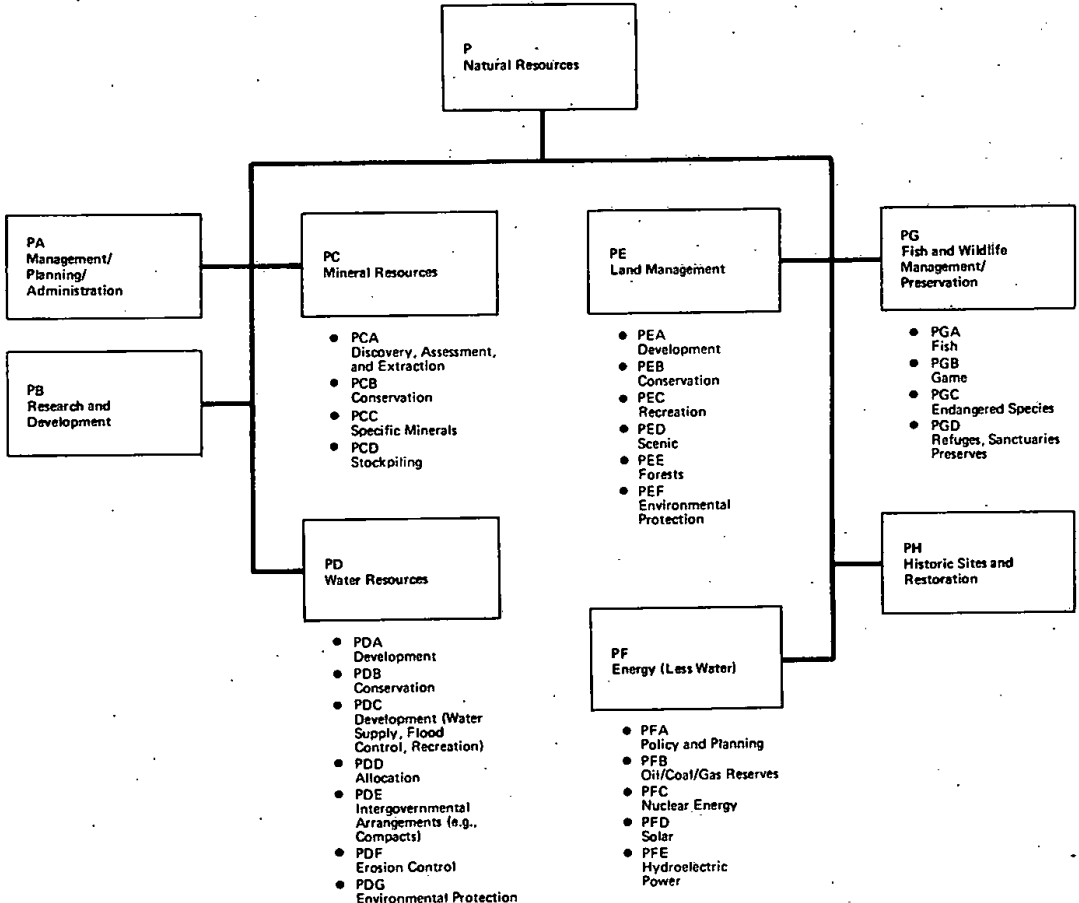 P
Natural Resources
PA
Management/
Planning/
Administration
PB
Research and
Development
PC
Mineral Resources
● PCA
Discovery, Assessment,
and Extraction
● PCB
Conservation
● PCC
Specific Minerals
● PCD
Stockpiling
PD
Water Resources
● PDA
Development
● PDB
Conservation
● PDC
Development (Water
Supply, Flood
Control, Recreation)
● PDD
Allocation
● PDE
Intergovernmental
Arrangements (e.g.,
Compacts)
● PDF
Erosion Control
● PDG
Environmental Protection
PE
Land Management
● PEA
Development
● PEB
Conservation
● PEC
Recreation
● PED
Scenic
● PEE
Forests
● PEF
Environmental
Protection
PF
Energy (Less Water)
● PFA
Policy and Planning
● PFB
Oil/Coal/Gas Reserves
● PFC
Nuclear Energy
● PFD
Solar
● PFE
Hydroelectric
Power
PG
Fish and Wildlife
Management/
Preservation
● PGA
Fish
● PGB
Game
● PGC
Endangered Species
● PGD
Refuges, Sanctuaries
Preserves
PH
Historic Sites and
Restoration